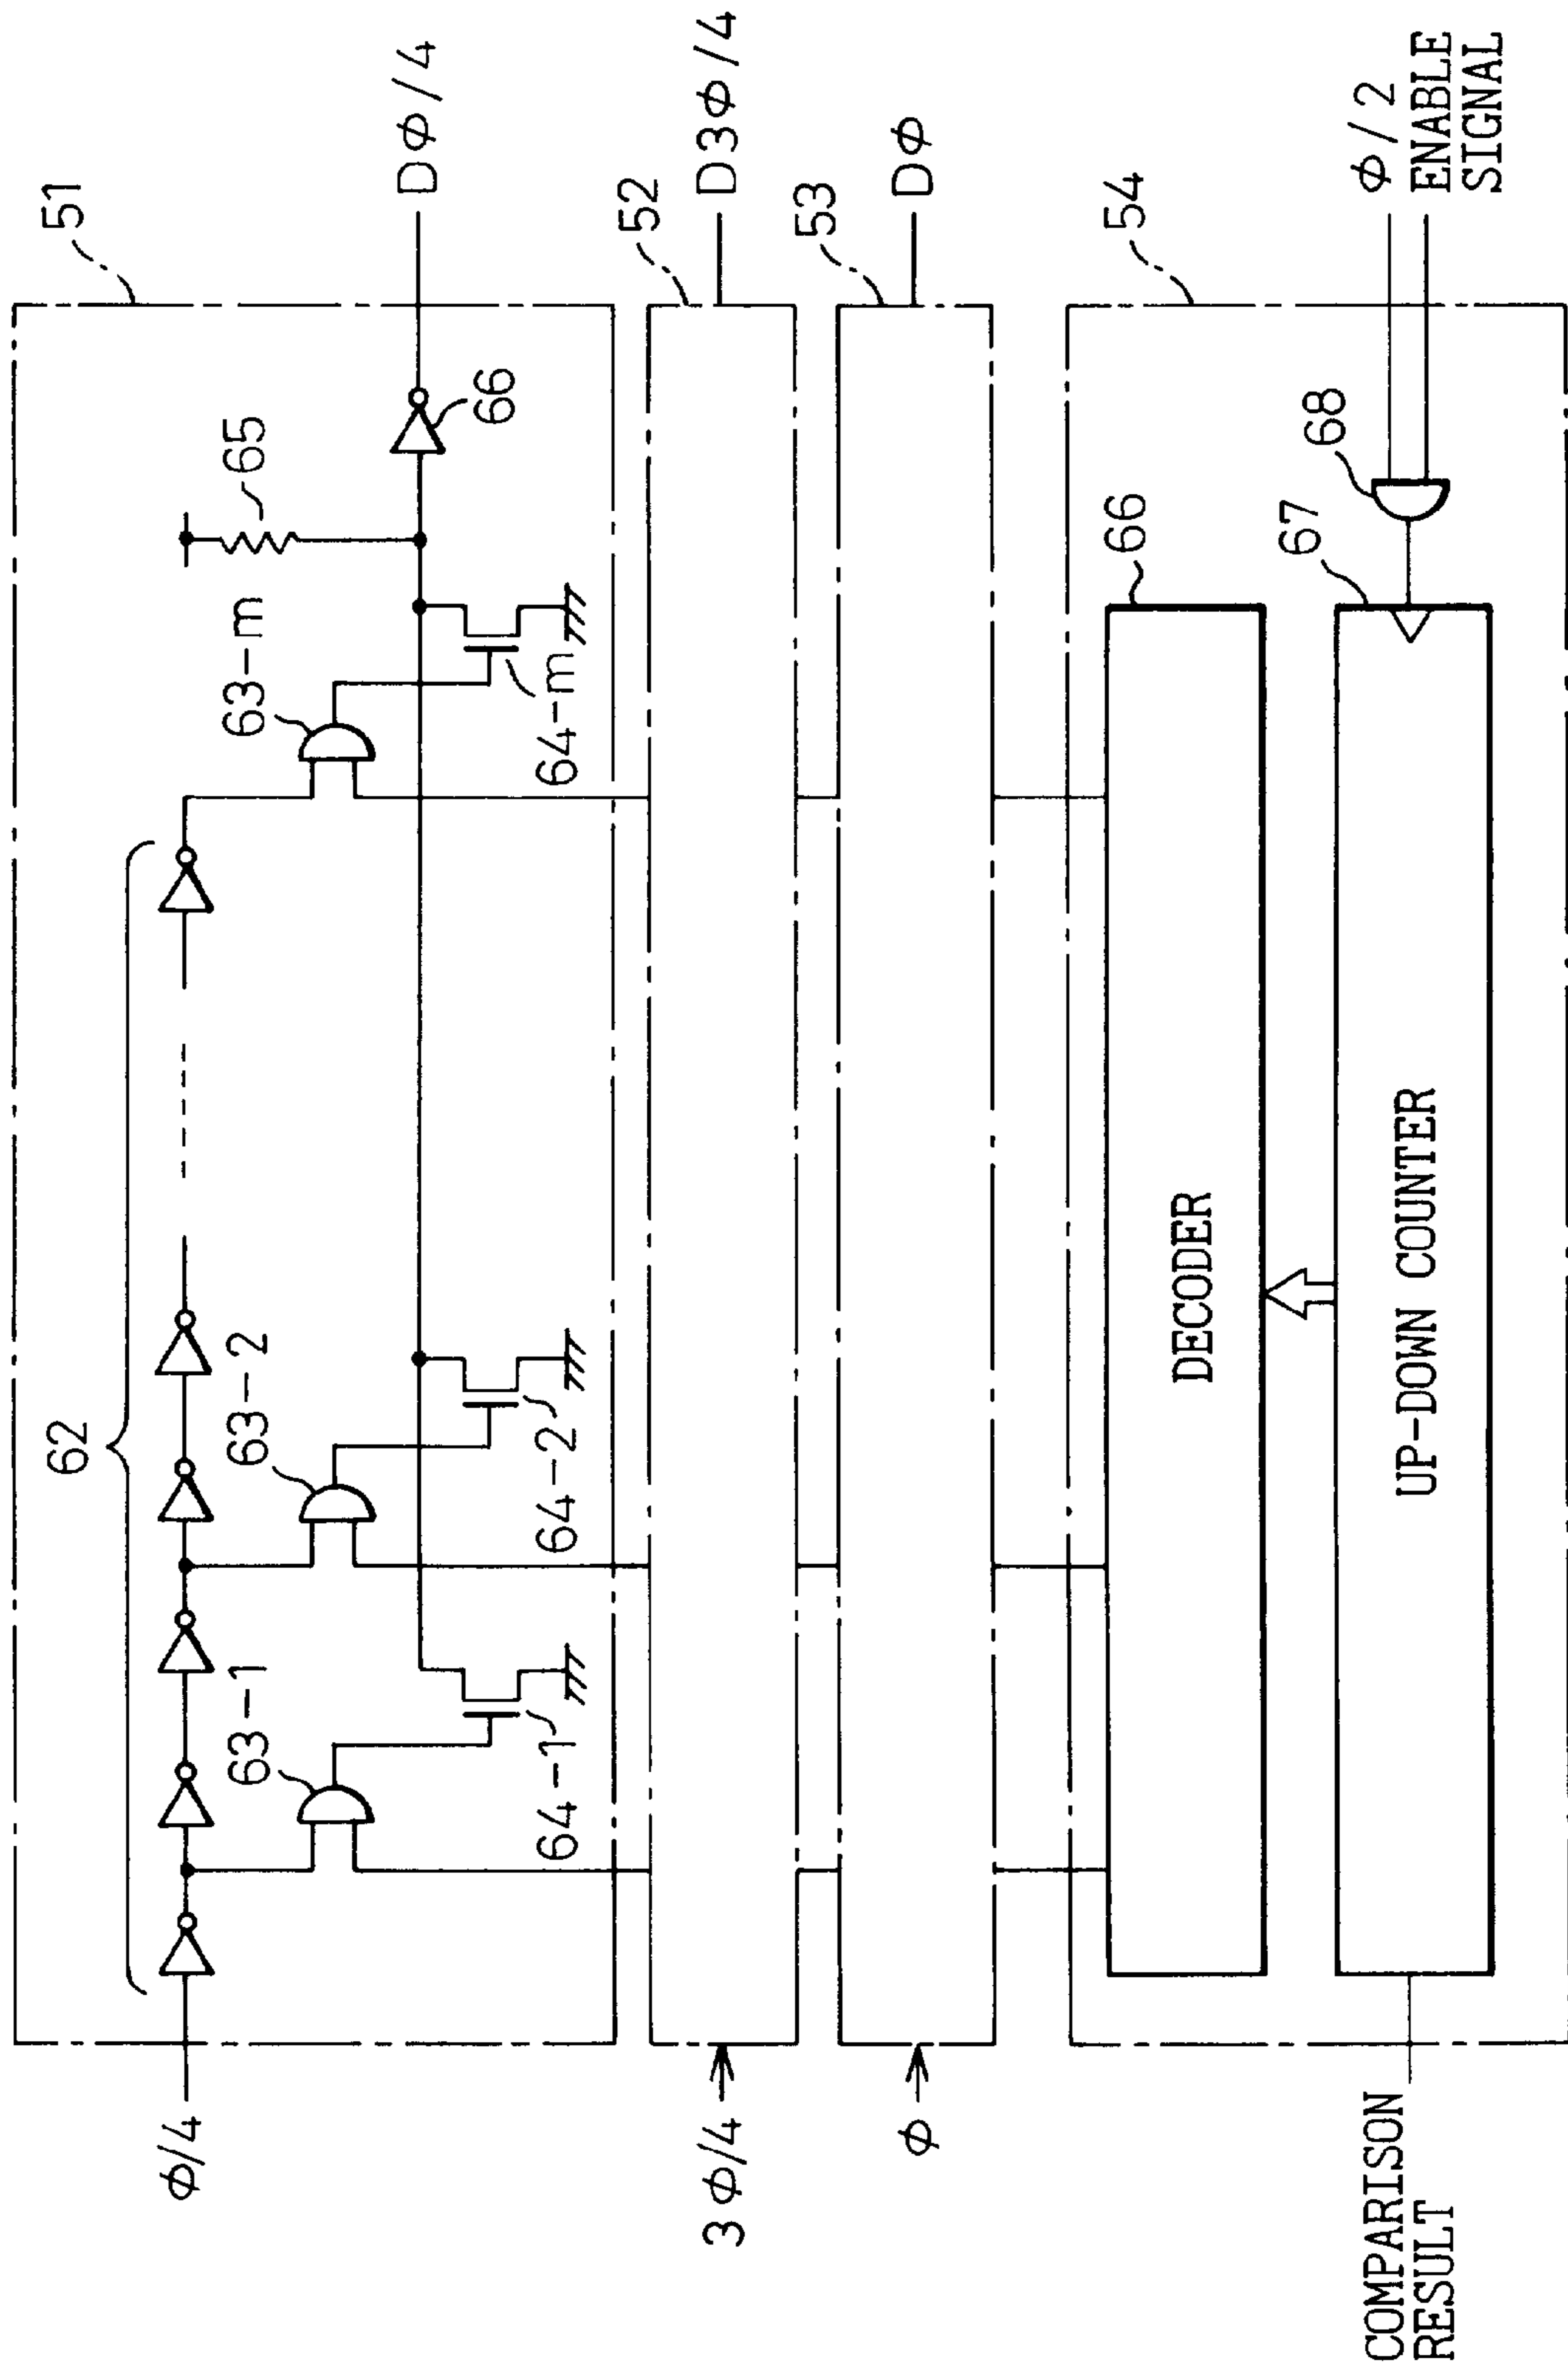 51
62
65
63-1
63-2
63-m
φ/4
Dφ/4
66
64-1
64-2
64-m
52
3φ/4
D3φ/4
53
φ
Dφ
54
DECODER
66
φ/2
ENABLE
SIGNAL
68
67
UP-DOWN COUNTER
COMPARISON
RESULT